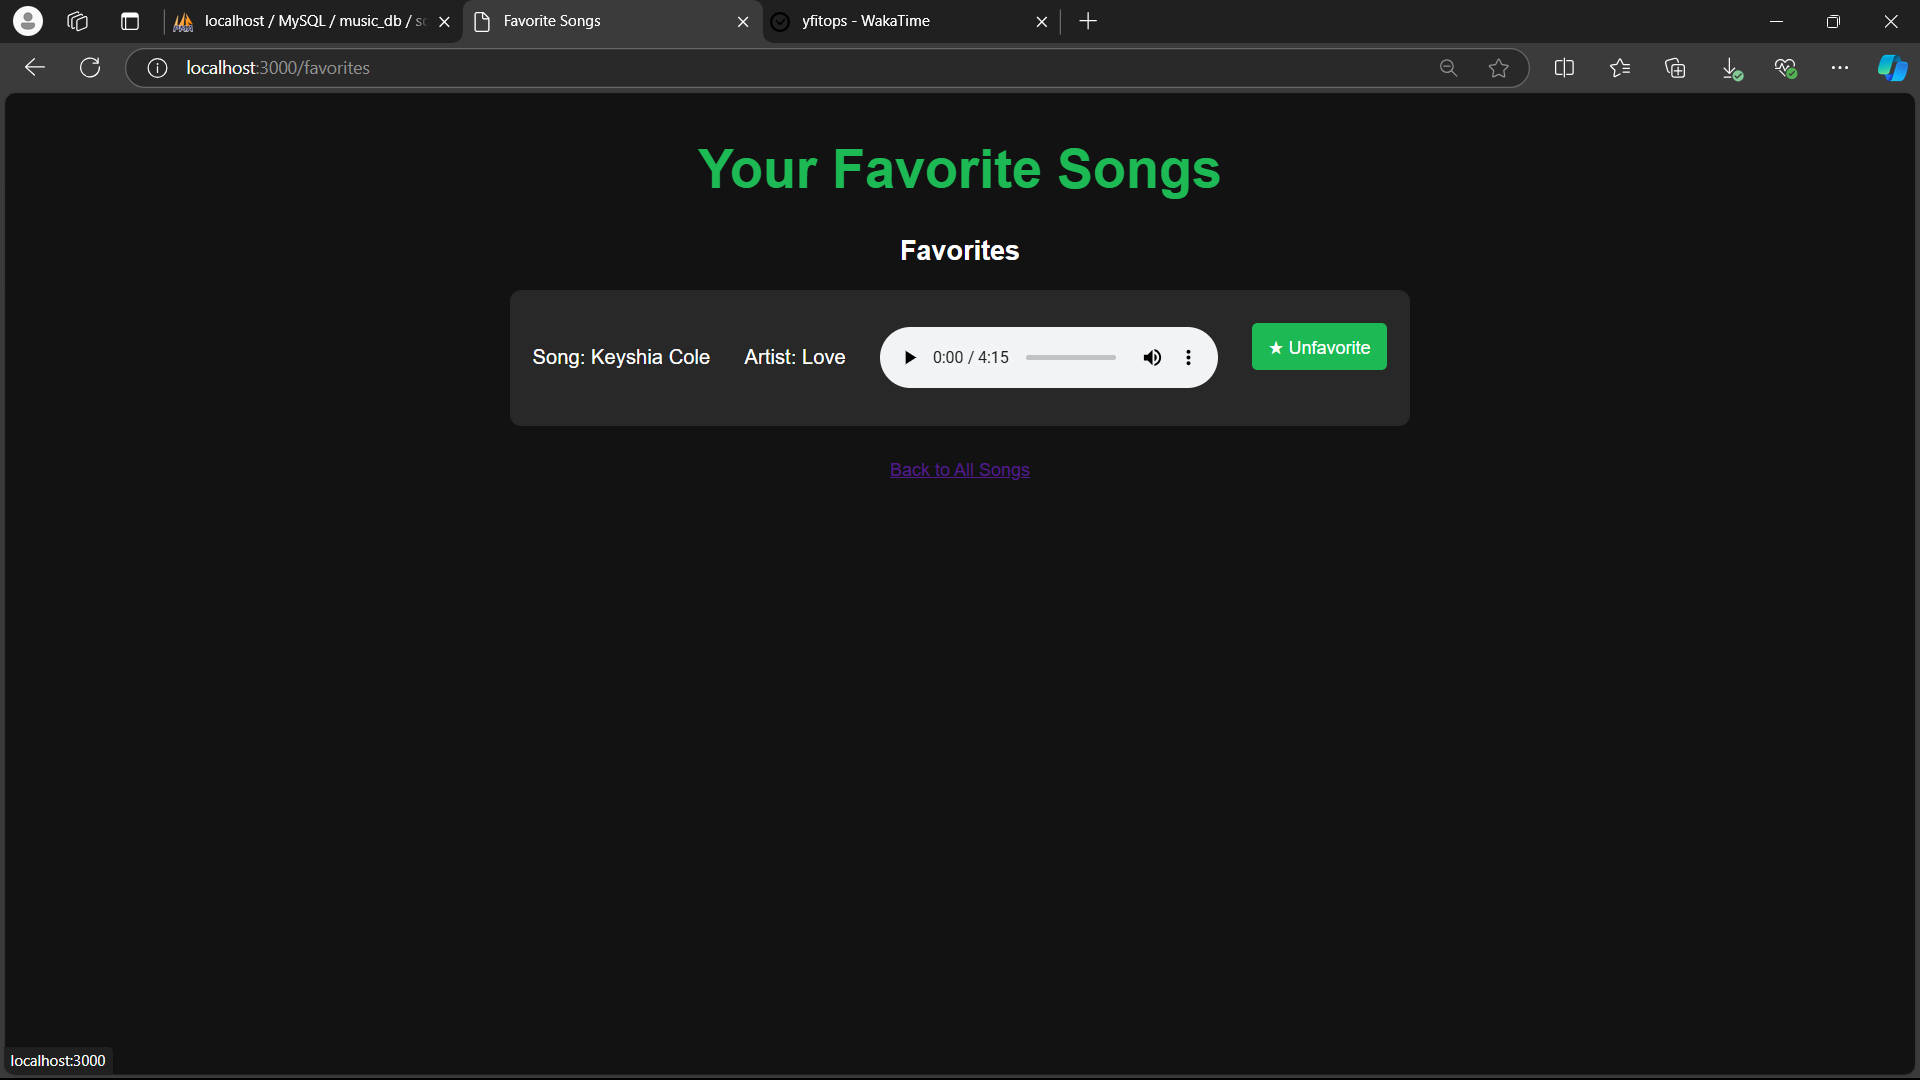 localhost / MySQL / music_db /
Favorite Songs
yfitops - WakaTime
localhost:3000/favorites
Your Favorite Songs
Favorites
Song: Keyshia Cole
Artist: Love
0:00 / 4:15
★ Unfavorite
Back to All Songs
localhost:3000